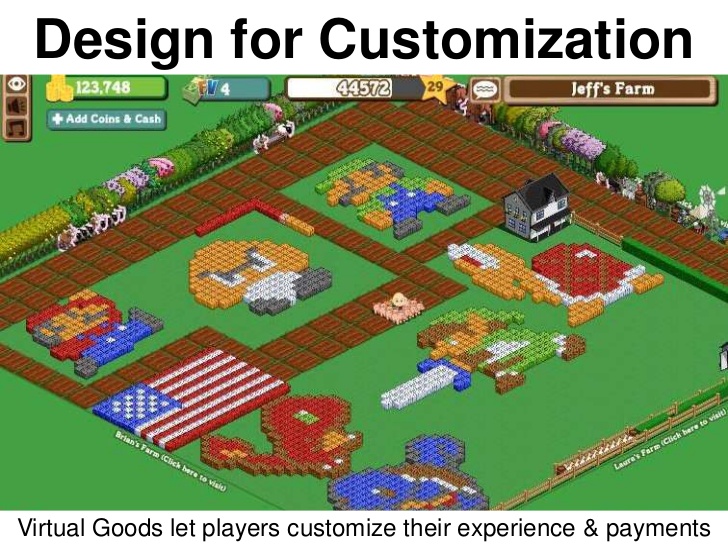 Design for Customization
123,748
FV 4
44572
29
Jeff's Farm
Add Coins & Cash
Brian's Farm (Click here to visit)
Laura's Farm (Click here to visit)
Virtual Goods let players customize their experience & payments